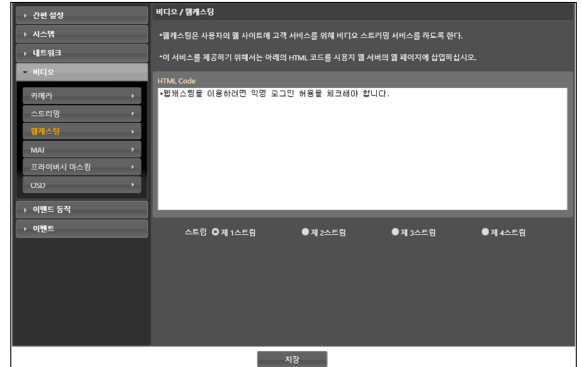 간편 설정
시스템
네트워크
비디오
카메라
스트리밍
웹캐스팅
MAT
프라이버시 마스킹
OSD
이벤트 동작
이벤트
비디오 / 웹캐스팅
*웹캐스팅은 사용자의 웹 사이트에 고객 서비스를 위해 비디오 스트리밍 서비스를 하도록 한다.
*이 서비스를 제공하기 위해서는 아래의 HTML 코드를 사용자 웹 서버의 웹 페이지에 삽입하십시오.
HTML Code
*웹캐스팅을 이용하려면 익명 로그인 허용을 체크해야 합니다.
스트림 제 1스트림 제 2스트림 제 3스트림 제 4스트림
저장